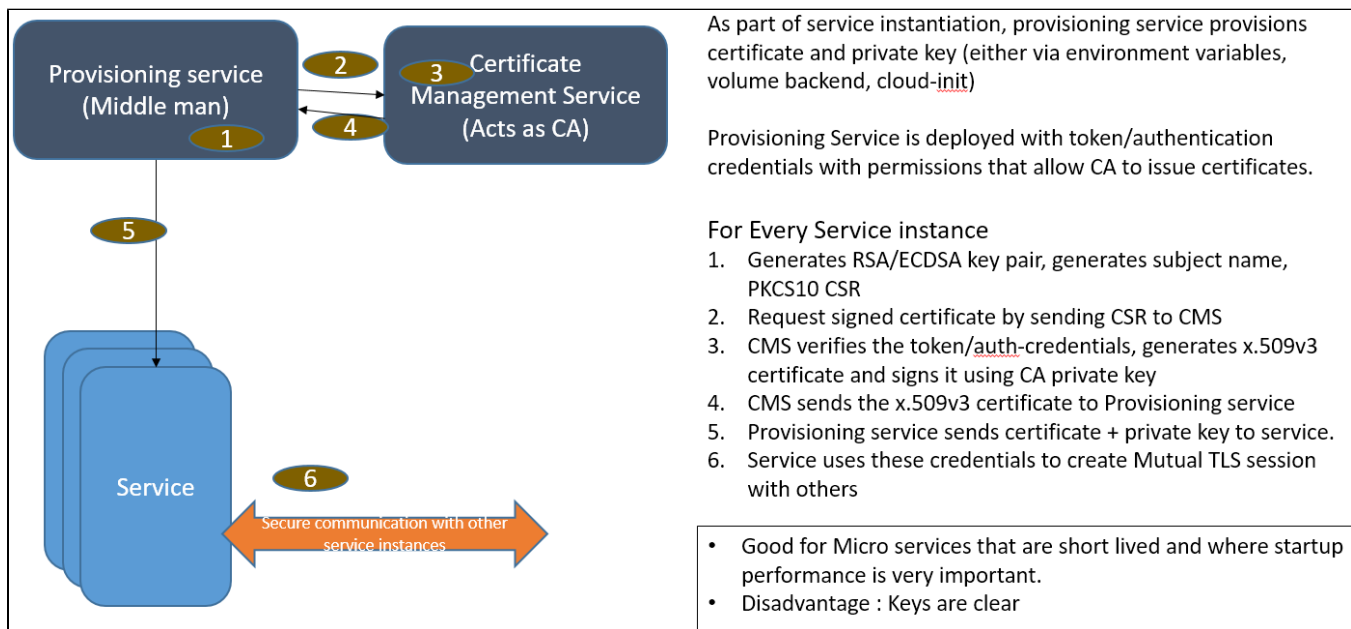 Provisioning service
(Middle man)
1
2
3
4
Certificate
Management Service
(Acts as CA)
5
Service
6
Secure communication with other
service instances
As part of service instantiation, provisioning service provisions
certificate and private key (either via environment variables,
volume backend, cloud-init)
Provisioning Service is deployed with token/authentication
credentials with permissions that allow CA to issue certificates.
For Every Service instance
1. Generates RSA/ECDSA key pair, generates subject name,
PKCS10 CSR
2. Request signed certificate by sending CSR to CMS
3. CMS verifies the token/auth-credentials, generates x.509v3
certificate and signs it using CA private key
4. CMS sends the x.509v3 certificate to Provisioning service
5. Provisioning service sends certificate + private key to service.
6. Service uses these credentials to create Mutual TLS session
with others
• Good for Micro services that are short lived and where startup
performance is very important.
• Disadvantage : Keys are clear